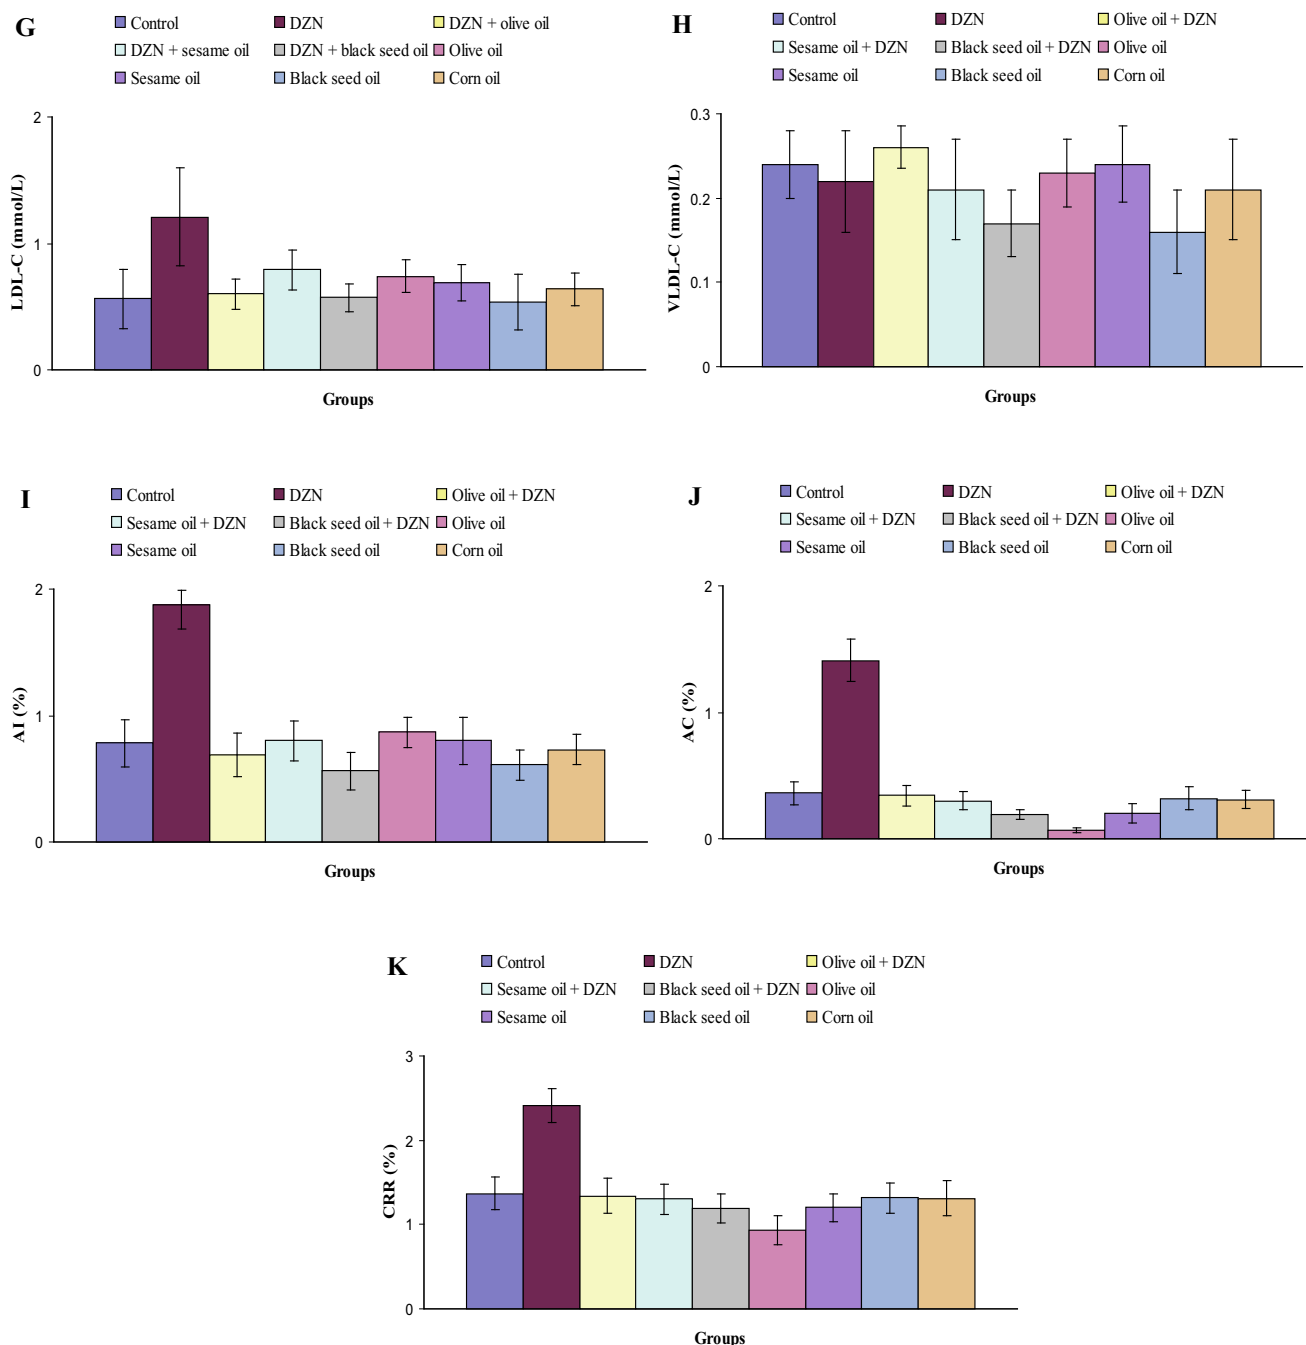 G
Control DZN DZN + olive oil
DZN + sesame oil DZN + black seed oil Olive oil
Sesame oil Black seed oil Corn oil
2
1
0
LDL-C (mmol/L)
Groups
H
Control DZN Olive oil + DZN
Sesame oil + DZN Black seed oil + DZN Olive oil
Sesame oil Black seed oil Corn oil
0.3
0.2
0.1
0
VLDL-C (mmol/L)
Groups
I
Control DZN Olive oil + DZN
Sesame oil + DZN Black seed oil + DZN Olive oil
Sesame oil Black seed oil Corn oil
2
1
0
AI (%)
Groups
J
Control DZN Olive oil + DZN
Sesame oil + DZN Black seed oil + DZN Olive oil
Sesame oil Black seed oil Corn oil
2
1
0
AC (%)
Groups
K
Control DZN Olive oil + DZN
Sesame oil + DZN Black seed oil + DZN Olive oil
Sesame oil Black seed oil Corn oil
3
2
1
0
CRR (%)
Groups